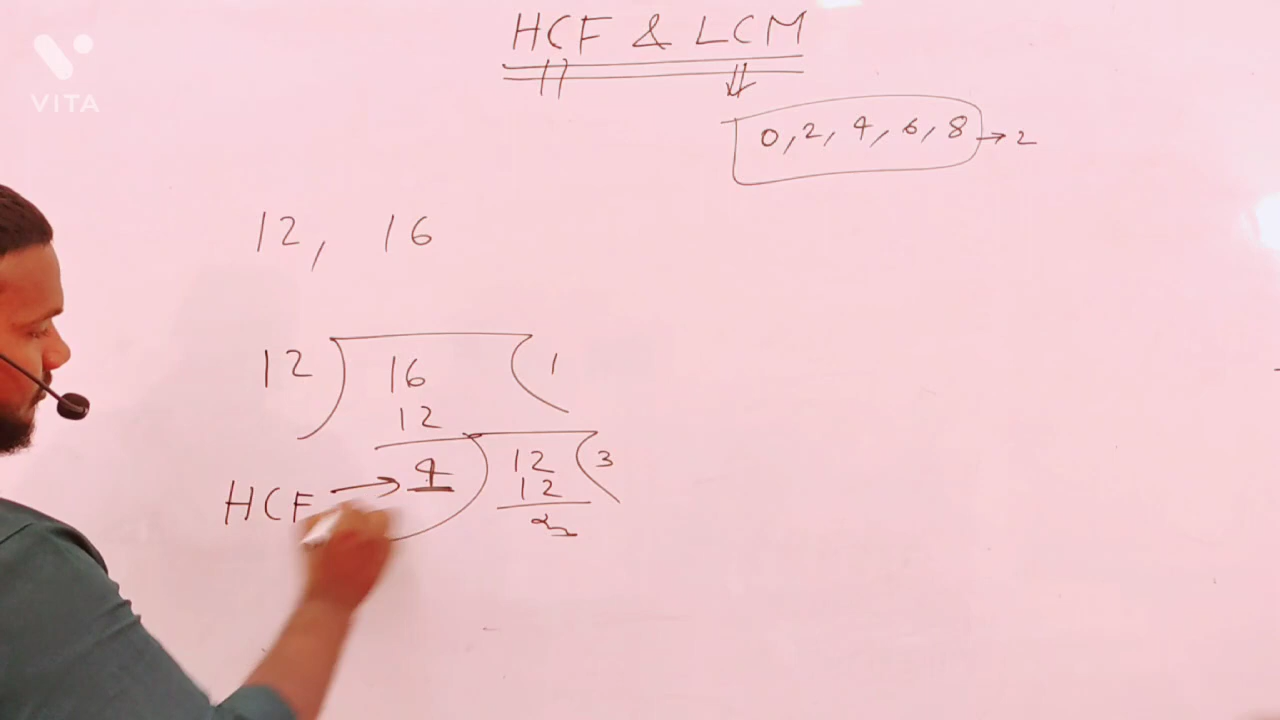 VITA
HCF & LCM
0, 2, 4, 6, 8 → 2
12, 16
12) 16 ( 1
12
HCF → 4) 12 ( 3
12